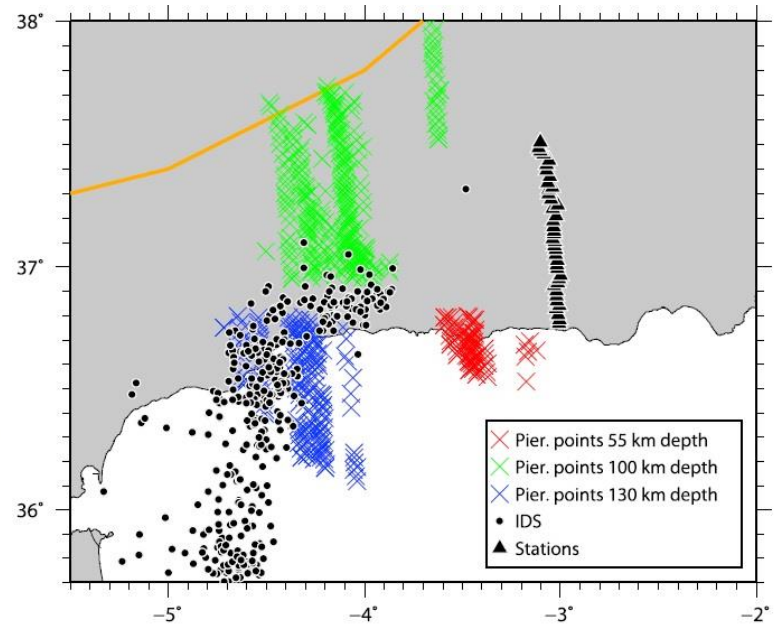 38°
37°
36°
Pier. points 55 km depth
Pier. points 100 km depth
Pier. points 130 km depth
IDS
Stations
−5° −4° −3° −2°